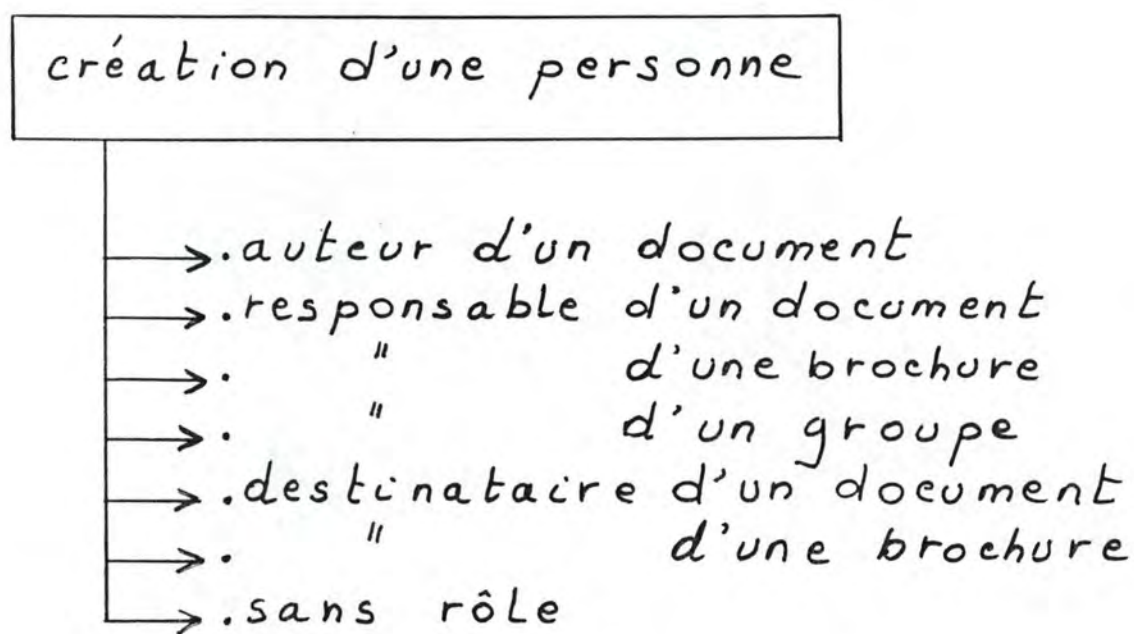 création d'une personne
.auteur d'un document
.responsable d'un document
. " d'une brochure
. " d'un groupe
.destinataire d'un document
. " d'une brochure
.sans rôle